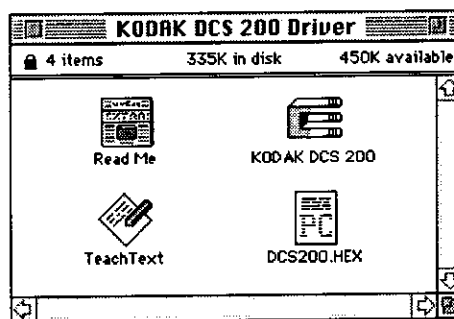 KODAK DCS 200 Driver
4 items 335K in disk 450K available
Read Me KODAK DCS 200
PC
TeachText DCS200.HEX